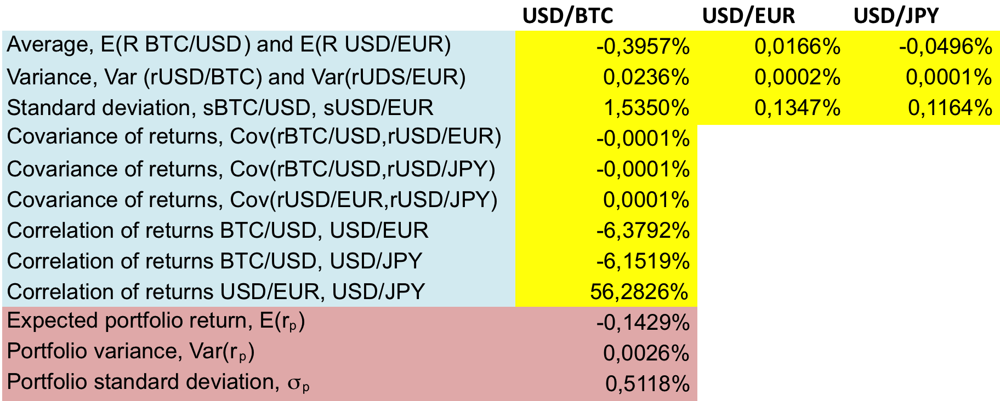 USD/BTC USD/EUR USD/JPY
Average, E(R BTC/USD) and E(R USD/EUR) -0,3957% 0,0166% -0,0496%
Variance, Var (rUSD/BTC) and Var(rUDS/EUR) 0,0236% 0,0002% 0,0001%
Standard deviation, sBTC/USD, sUSD/EUR 1,5350% 0,1347% 0,1164%
Covariance of returns, Cov(rBTC/USD,rUSD/EUR) -0,0001%
Covariance of returns, Cov(rBTC/USD,rUSD/JPY) -0,0001%
Covariance of returns, Cov(rUSD/EUR,rUSD/JPY) 0,0001%
Correlation of returns BTC/USD, USD/EUR -6,3792%
Correlation of returns BTC/USD, USD/JPY -6,1519%
Correlation of returns USD/EUR, USD/JPY 56,2826%
Expected portfolio return, E(rp) -0,1429%
Portfolio variance, Var(rp) 0,0026%
Portfolio standard deviation, σp 0,5118%